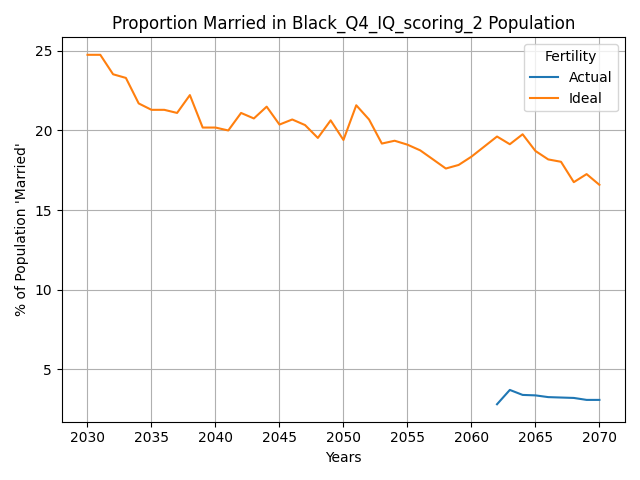 Proportion Married in Black_Q4_IQ_scoring_2 Population
Fertility
Actual
Ideal
% of Population 'Married'
25
20
15
10
5
2030 2035 2040 2045 2050 2055 2060 2065 2070
Years